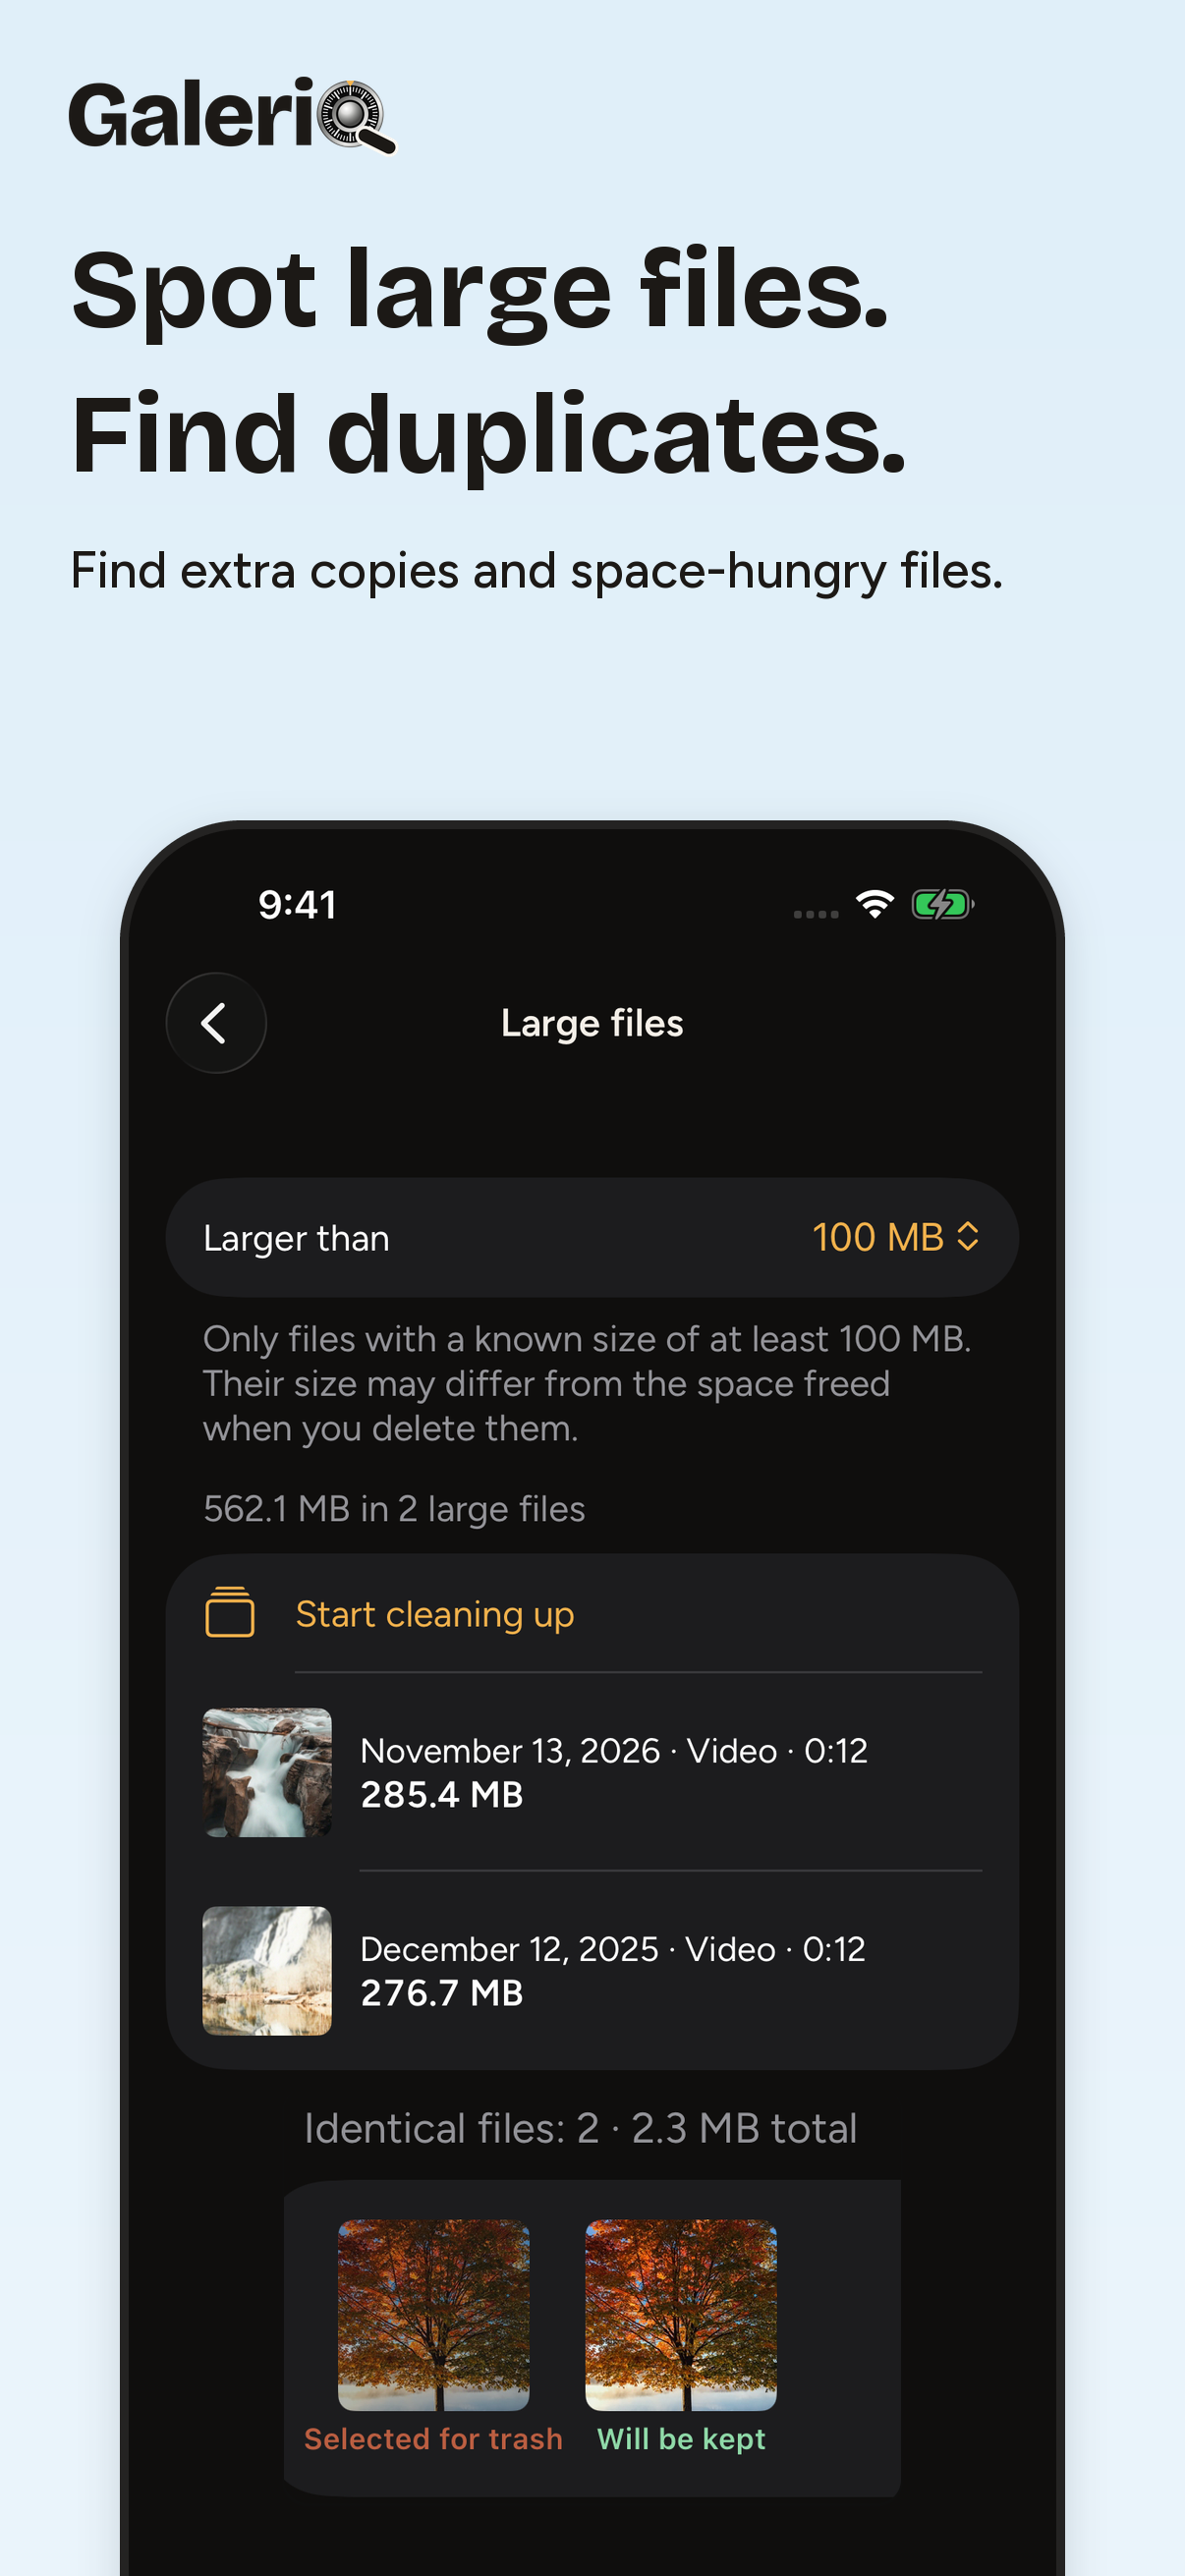 GaleriQ
Spot large files.
Find duplicates.
Find extra copies and space-hungry files.
9:41
Large files
Larger than 100 MB
Only files with a known size of at least 100 MB.
Their size may differ from the space freed
when you delete them.
562.1 MB in 2 large files
Start cleaning up
November 13, 2026 · Video · 0:12
285.4 MB
December 12, 2025 · Video · 0:12
276.7 MB
Identical files: 2 · 2.3 MB total
Selected for trash Will be kept